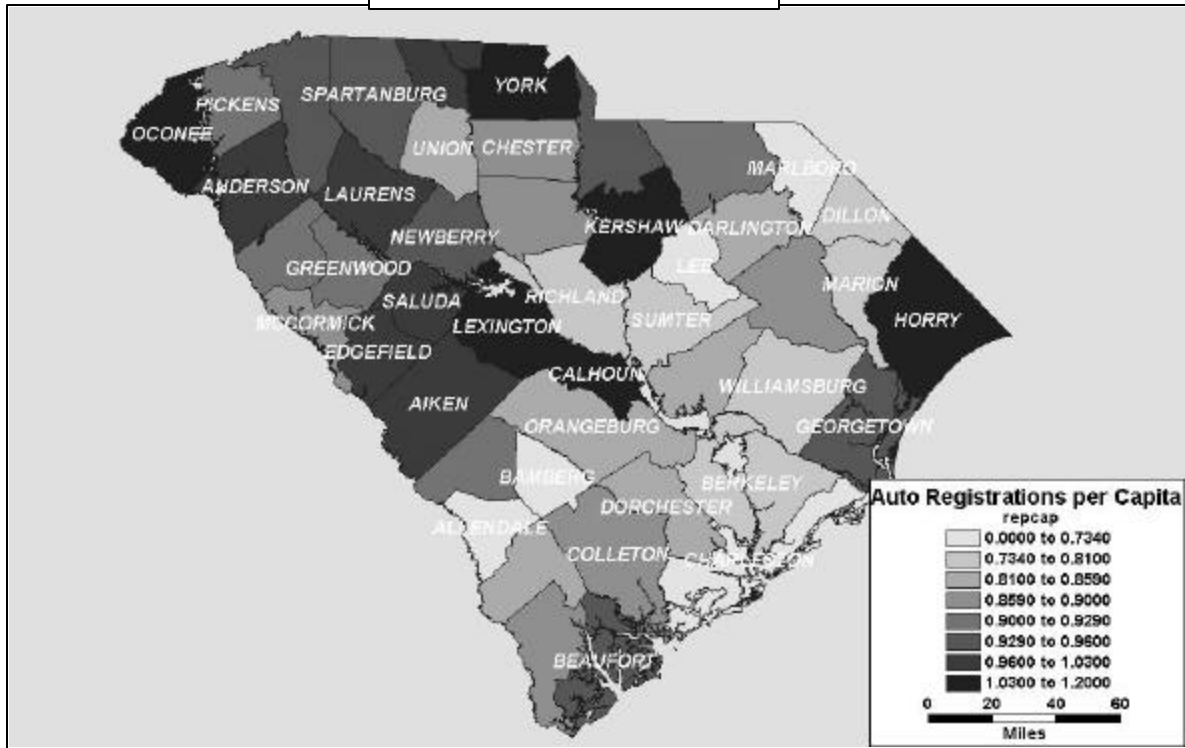 YORK
PICKENS
SPARTANBURG
OCONEE
UNION
CHESTER
MARLBORO
ANDERSON
LAURENS
DILLON
KERSHAW
DARLINGTON
NEWBERRY
GREENWOOD
LEE
MARION
SALUDA
RICHLAND
HORRY
MCCORMICK
LEXINGTON
SUMTER
EDGEFIELD
CALHOUN
WILLIAMSBURG
AIKEN
ORANGEBURG
GEORGETOWN
BAMBERG
BERKELEY
DORCHESTER
ALLENDALE
COLLETON
CHARLESTON
BEAUFORT
Auto Registrations per Capita
repcap
0.0000 to 0.7340
0.7340 to 0.8100
0.8100 to 0.8590
0.8590 to 0.9000
0.9000 to 0.9290
0.9290 to 0.9600
0.9600 to 1.0300
1.0300 to 1.2000
0 20 40 60
Miles